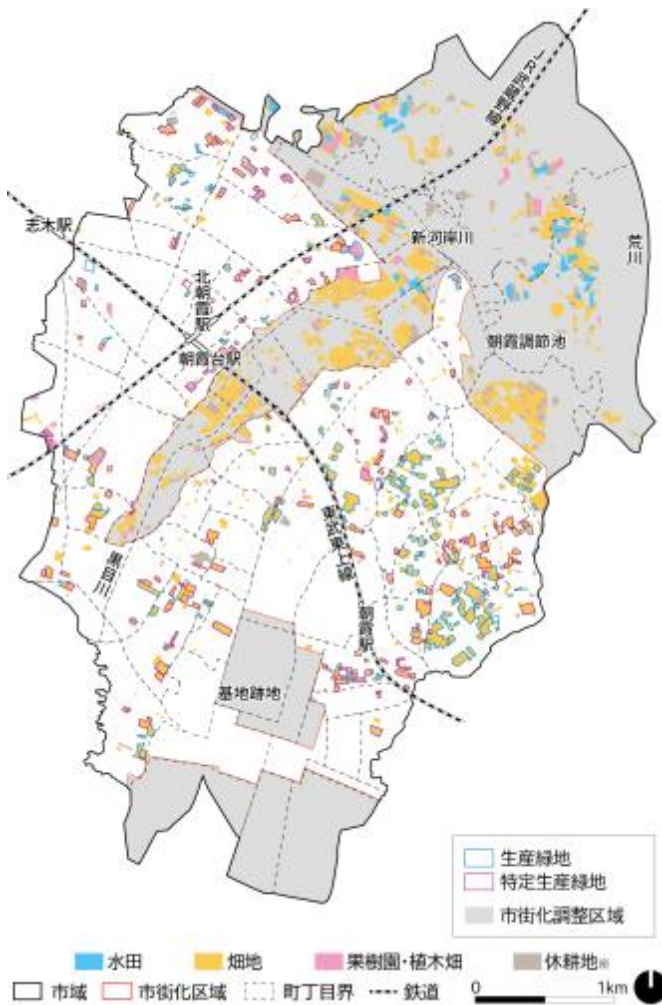 JR武蔵野線
志木駅
新河岸川
荒川
北朝霞駅
朝霞調節池
朝霞台駅
東武東上線
黒目川
朝霞駅
基地跡地
生産緑地
特定生産緑地
市街化調整区域
水田 畑地 果樹園・植木畑 休耕地※
市域 市街化区域 町丁目界 鉄道 0 1km